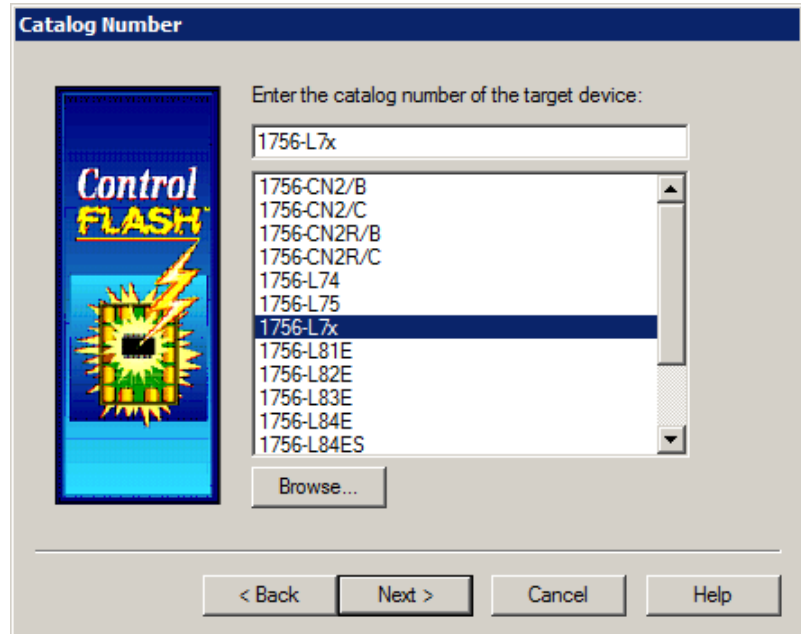 Catalog Number
Enter the catalog number of the target device:
1756-L7x
Control
FLASH
1756-CN2/B
1756-CN2/C
1756-CN2R/B
1756-CN2R/C
1756-L74
1756-L75
1756-L7x
1756-L81E
1756-L82E
1756-L83E
1756-L84E
1756-L84ES
Browse...
< Back
Next >
Cancel
Help